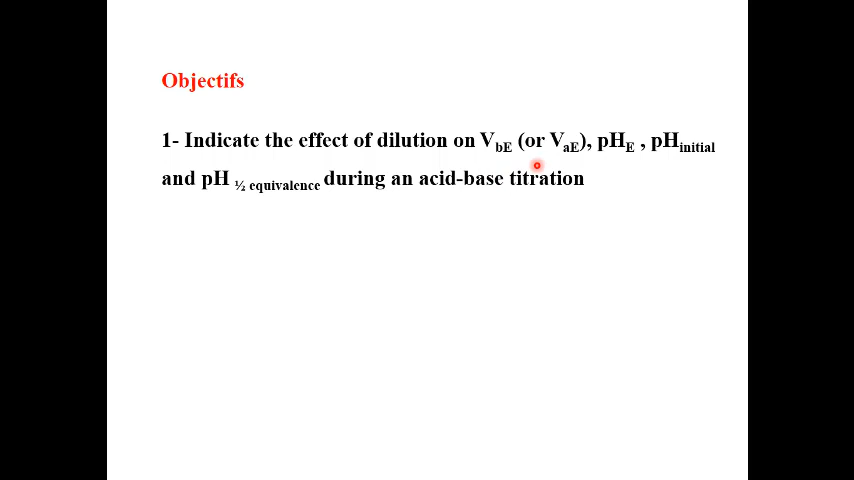 Objectifs
1- Indicate the effect of dilution on VbE (or VaE), pHE , pHinitial
and pH ½ equivalence during an acid-base titration